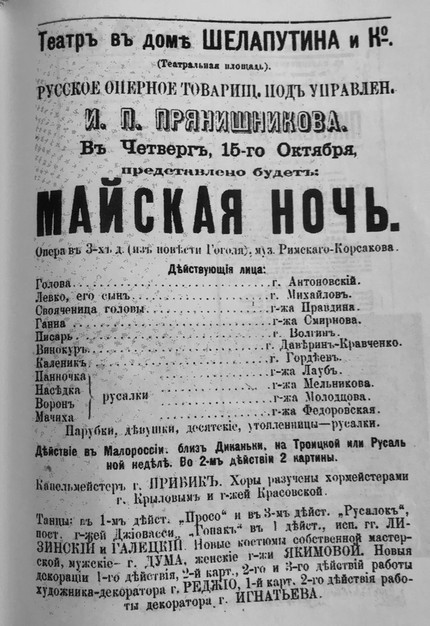 Театръ въ домѣ ШЕЛАПУТИНА и Ко.
(Театральная площадь).
РУССКОЕ ОПЕРНОЕ ТОВАРИЩ. ПОДЪ УПРАВЛЕН.
И. П. ПРЯНИШНИКОВА.
Въ Четвергъ, 15-го Октября,
представлено будетъ:
МАЙСКАЯ НОЧЬ.
Опера въ 3-хъ д. (изъ повѣсти Гоголя), муз. Римскаго-Корсакова.
Дѣйствующія лица:
Голова . . . . . . . . . . г. Антоновскій.
Левко, его сынъ . . . . . . . . . . г. Михайловъ.
Свояченица головы . . . . . . . . . . г-жа Правдина.
Ганна . . . . . . . . . . г-жа Смирнова.
Писарь . . . . . . . . . . г. Волгинъ.
Винокуръ . . . . . . . . . . г. Давѣринъ-Кравченко.
Каленикъ . . . . . . . . . . г. Гордѣевъ.
Панночка . . . . . . . . . . г-жа Лаубъ.
Насѣдка } русалки . . . . . . . . . . г-жа Мельникова.
Воронъ . . . . . . . . . . г-жа Молодцова.
Мачиха . . . . . . . . . . г-жа Федоровская.
Парубки, дѣвушки, десятскіе, утопленницы—русалки.
Дѣйствіе въ Малороссіи, близъ Диканьки, на Троицкой или Русаль
ной недѣлѣ. Во 2-мъ дѣйствіи 2 картины.
Капельмейстеръ г. ПРИБИКЪ. Хоры разучены хормейстерами
г. Крыловымъ и г-жей Красовской.
Танцы: въ 1-мъ дѣйст. „Просо" и въ 3-мъ дѣйст. „Русалокъ",
пост. г-жей Джіовасси. „Гопакъ" въ 1 дѣйст., исп. гг. ЛИ-
ЗИНСКІЙ и ГАЛЕЦКІЙ. Новые костюмы собственной мастер-
ской, мужскіе— г. ДУМА, женскіе г-жи ЯКИМОВОЙ. Новыя
декораціи 1-го дѣйствія, 2-й карт. 2-го и 3-го дѣйствій работы
художника-декоратора г. РЕДЖІО, 1-й карт. 2-го дѣйствія рабо-
ты декоратора г. ИГНАТЬЕВА.